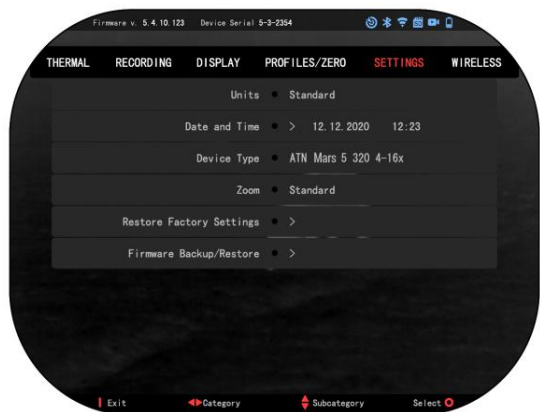 Firmware v. 5.4.10.123 Device Serial 5-3-2354
THERMAL RECORDING DISPLAY PROFILES/ZERO SETTINGS WIRELESS
Units Standard
Date and Time > 12.12.2020 12:23
Device Type ATN Mars 5 320 4-16x
Zoom Standard
Restore Factory Settings >
Firmware Backup/Restore >
Exit Category Subcategory Select